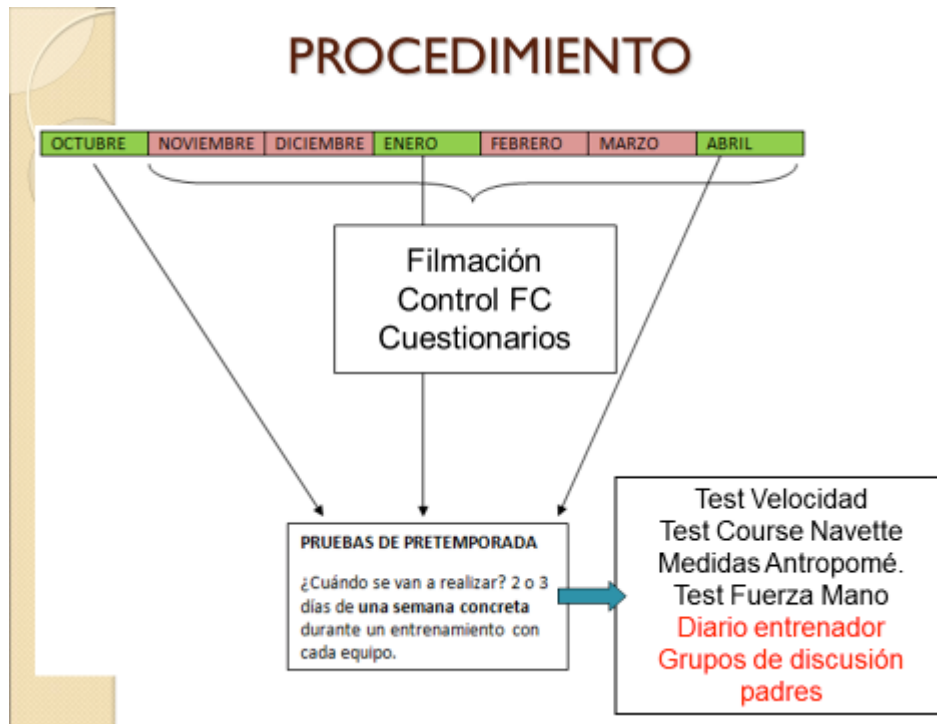 PROCEDIMIENTO
OCTUBRE NOVIEMBRE DICIEMBRE ENERO FEBRERO MARZO ABRIL
Filmación
Control FC
Cuestionarios
PRUEBAS DE PRETEMPORADA
¿Cuándo se van a realizar? 2 o 3
días de una semana concreta
durante un entrenamiento con
cada equipo.
Test Velocidad
Test Course Navette
Medidas Antropomé.
Test Fuerza Mano
Diario entrenador
Grupos de discusión
padres